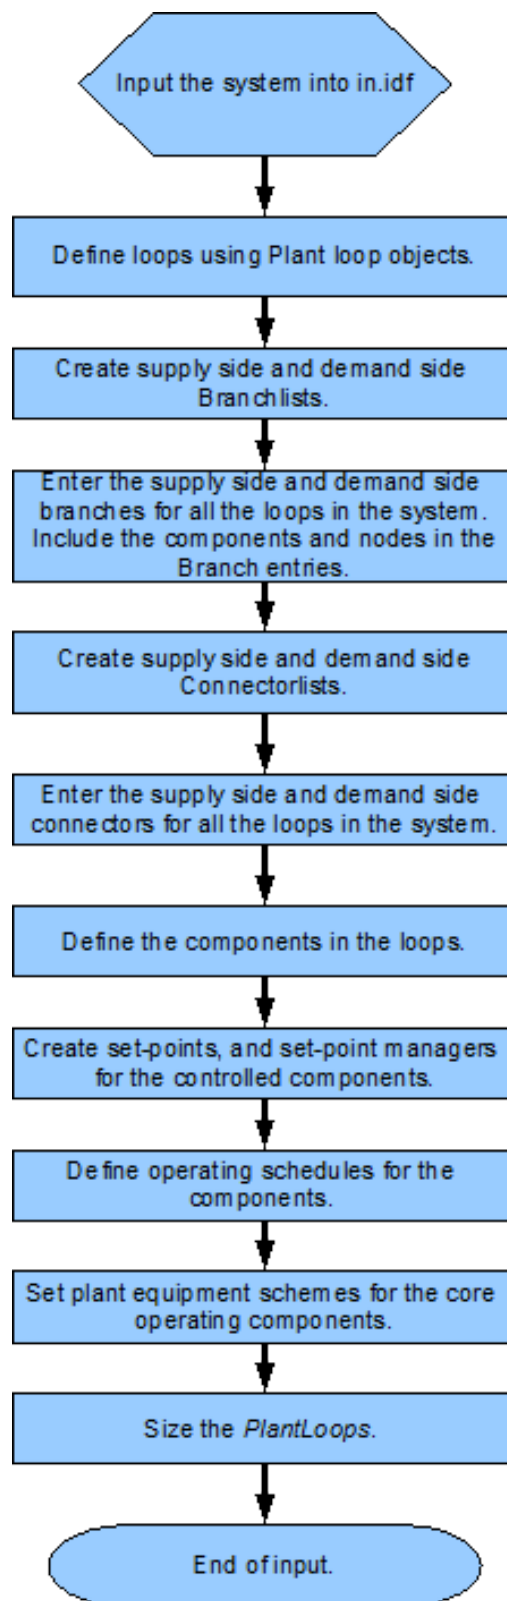 Input the system into in.idf
Define loops using Plant loop objects.
Create supply side and demand side
Branchlists.
Enter the supply side and demand side
branches for all the loops in the system.
Include the components and nodes in the
Branch entries.
Create supply side and demand side
Connectorlists.
Enter the supply side and demand side
connectors for all the loops in the system.
Define the components in the loops.
Create set-points, and set-point managers
for the controlled components.
Define operating schedules for the
components.
Set plant equipment schemes for the core
operating components.
Size the PlantLoops.
End of input.